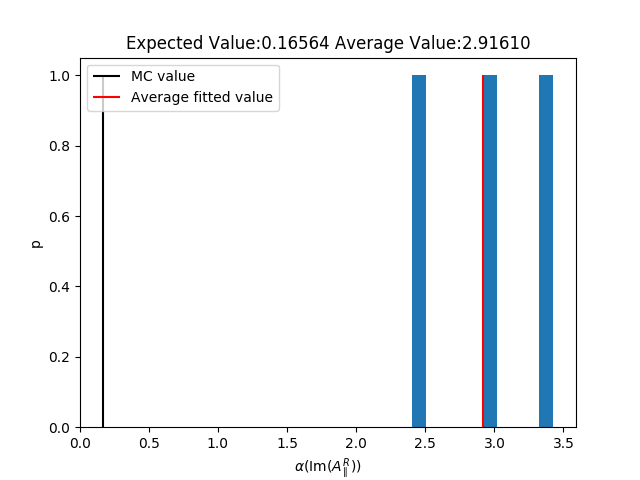 Expected Value:0.16564 Average Value:2.91610
MC value
Average fitted value
p
1.0
0.8
0.6
0.4
0.2
0.0
0.0 0.5 1.0 1.5 2.0 2.5 3.0 3.5
α(Im(A^R_∥))